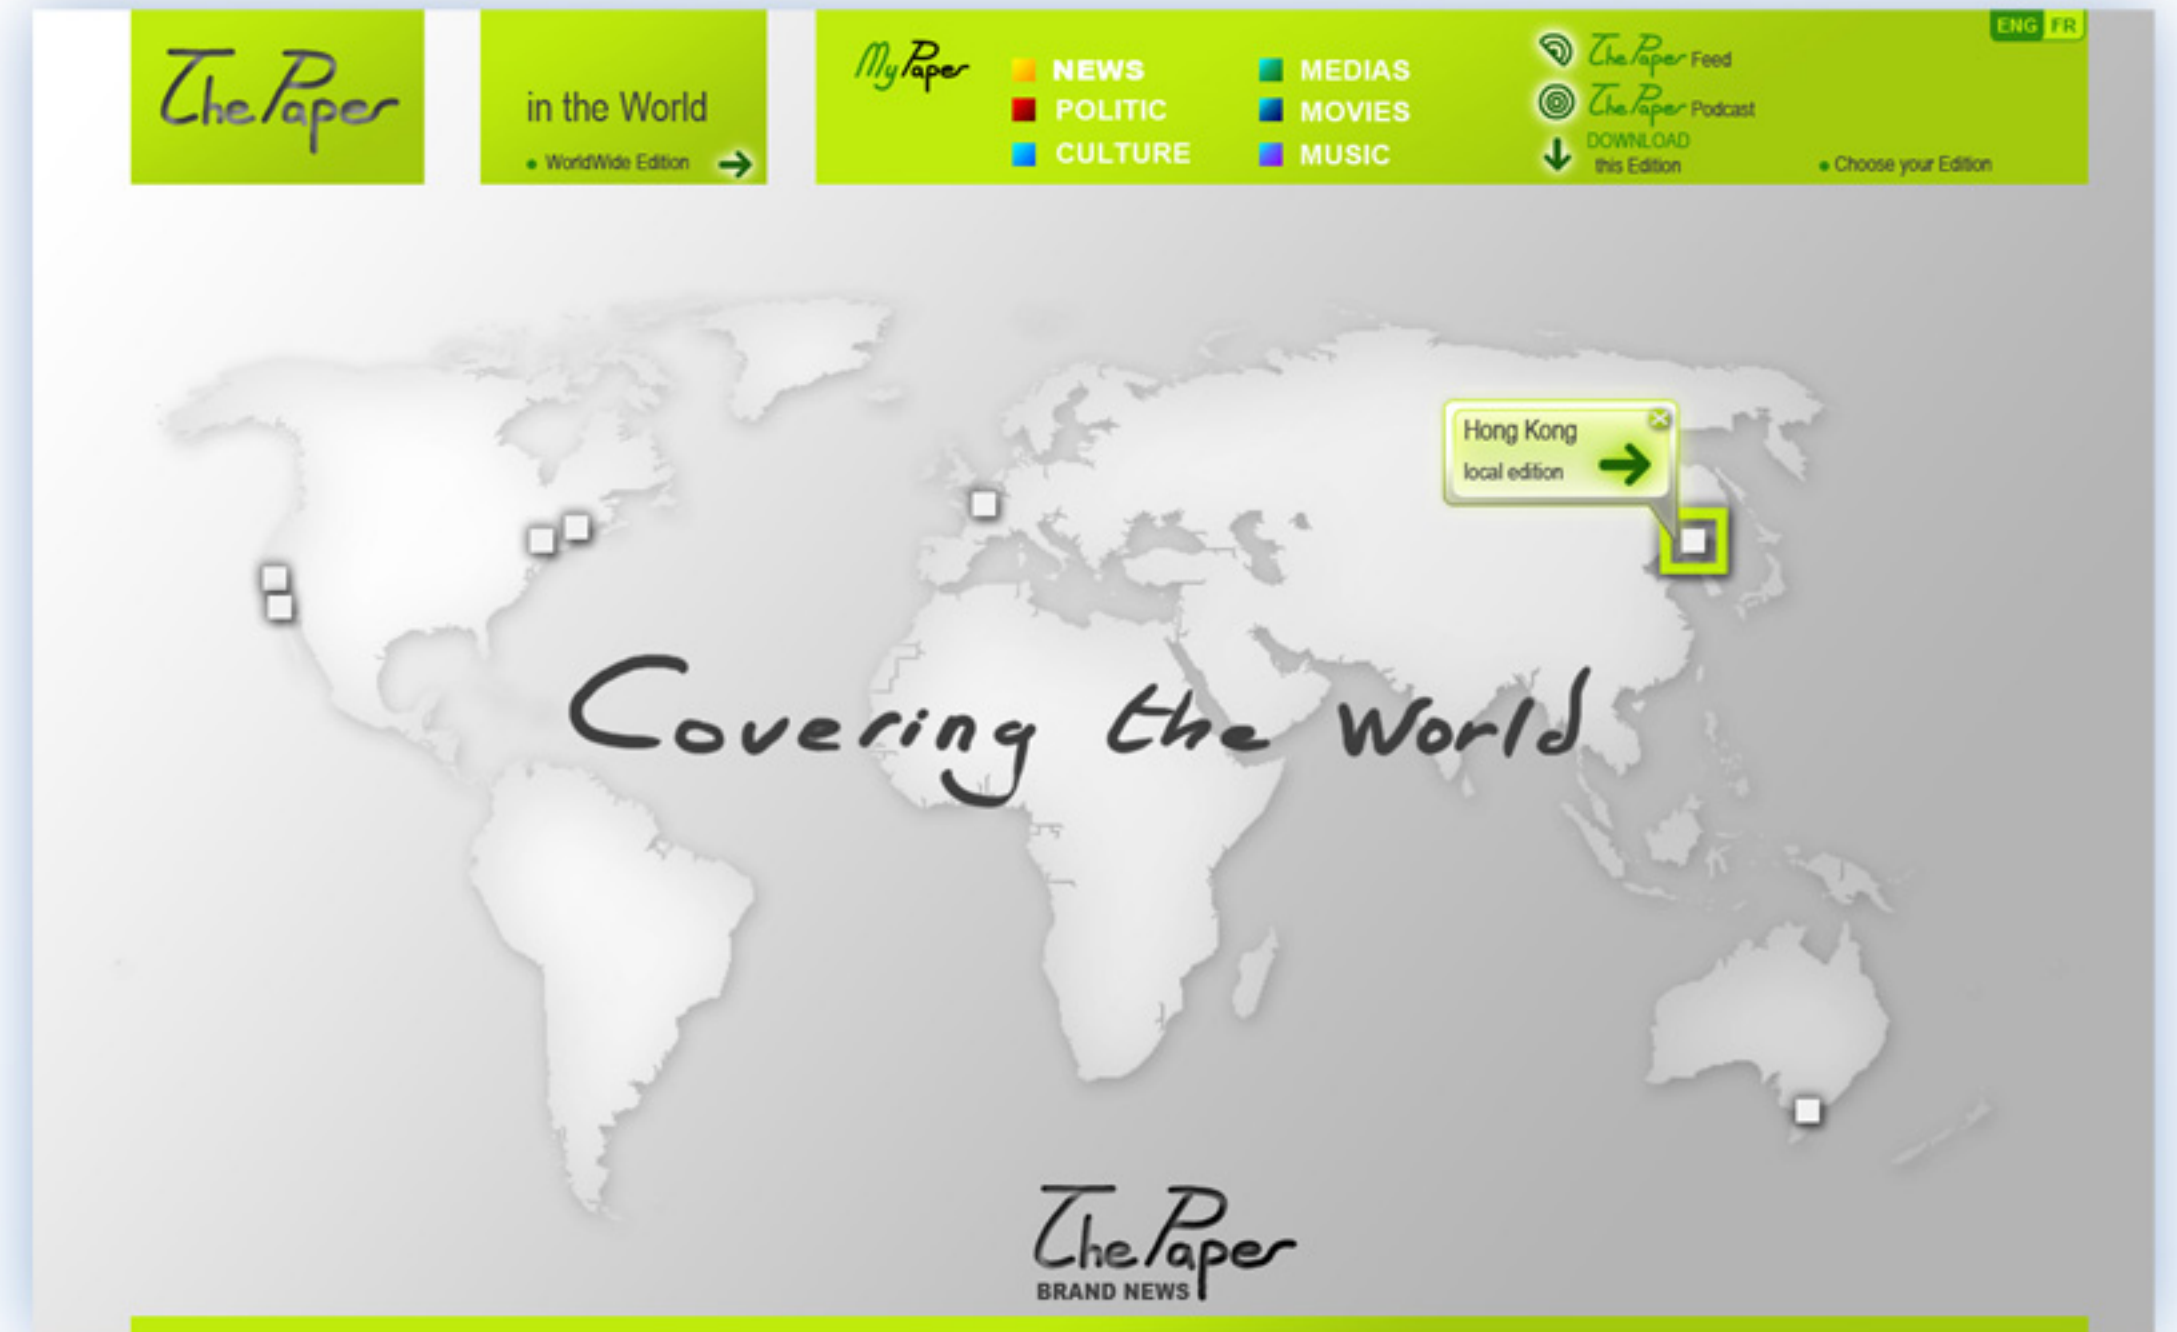 The Paper
in the World
• WorldWide Edition
My Paper
NEWS
POLITIC
CULTURE
MEDIAS
MOVIES
MUSIC
The Paper Feed
The Paper Podcast
DOWNLOAD
this Edition
• Choose your Edition
ENG FR
Hong Kong
local edition
Covering the World
The Paper
BRAND NEWS